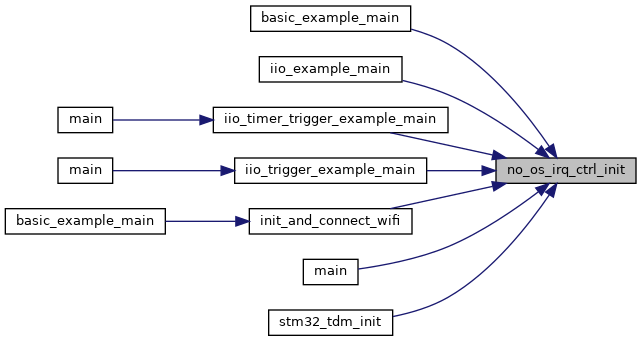 basic_example_main
iio_example_main
main
iio_timer_trigger_example_main
main
iio_trigger_example_main
no_os_irq_ctrl_init
basic_example_main
init_and_connect_wifi
main
stm32_tdm_init